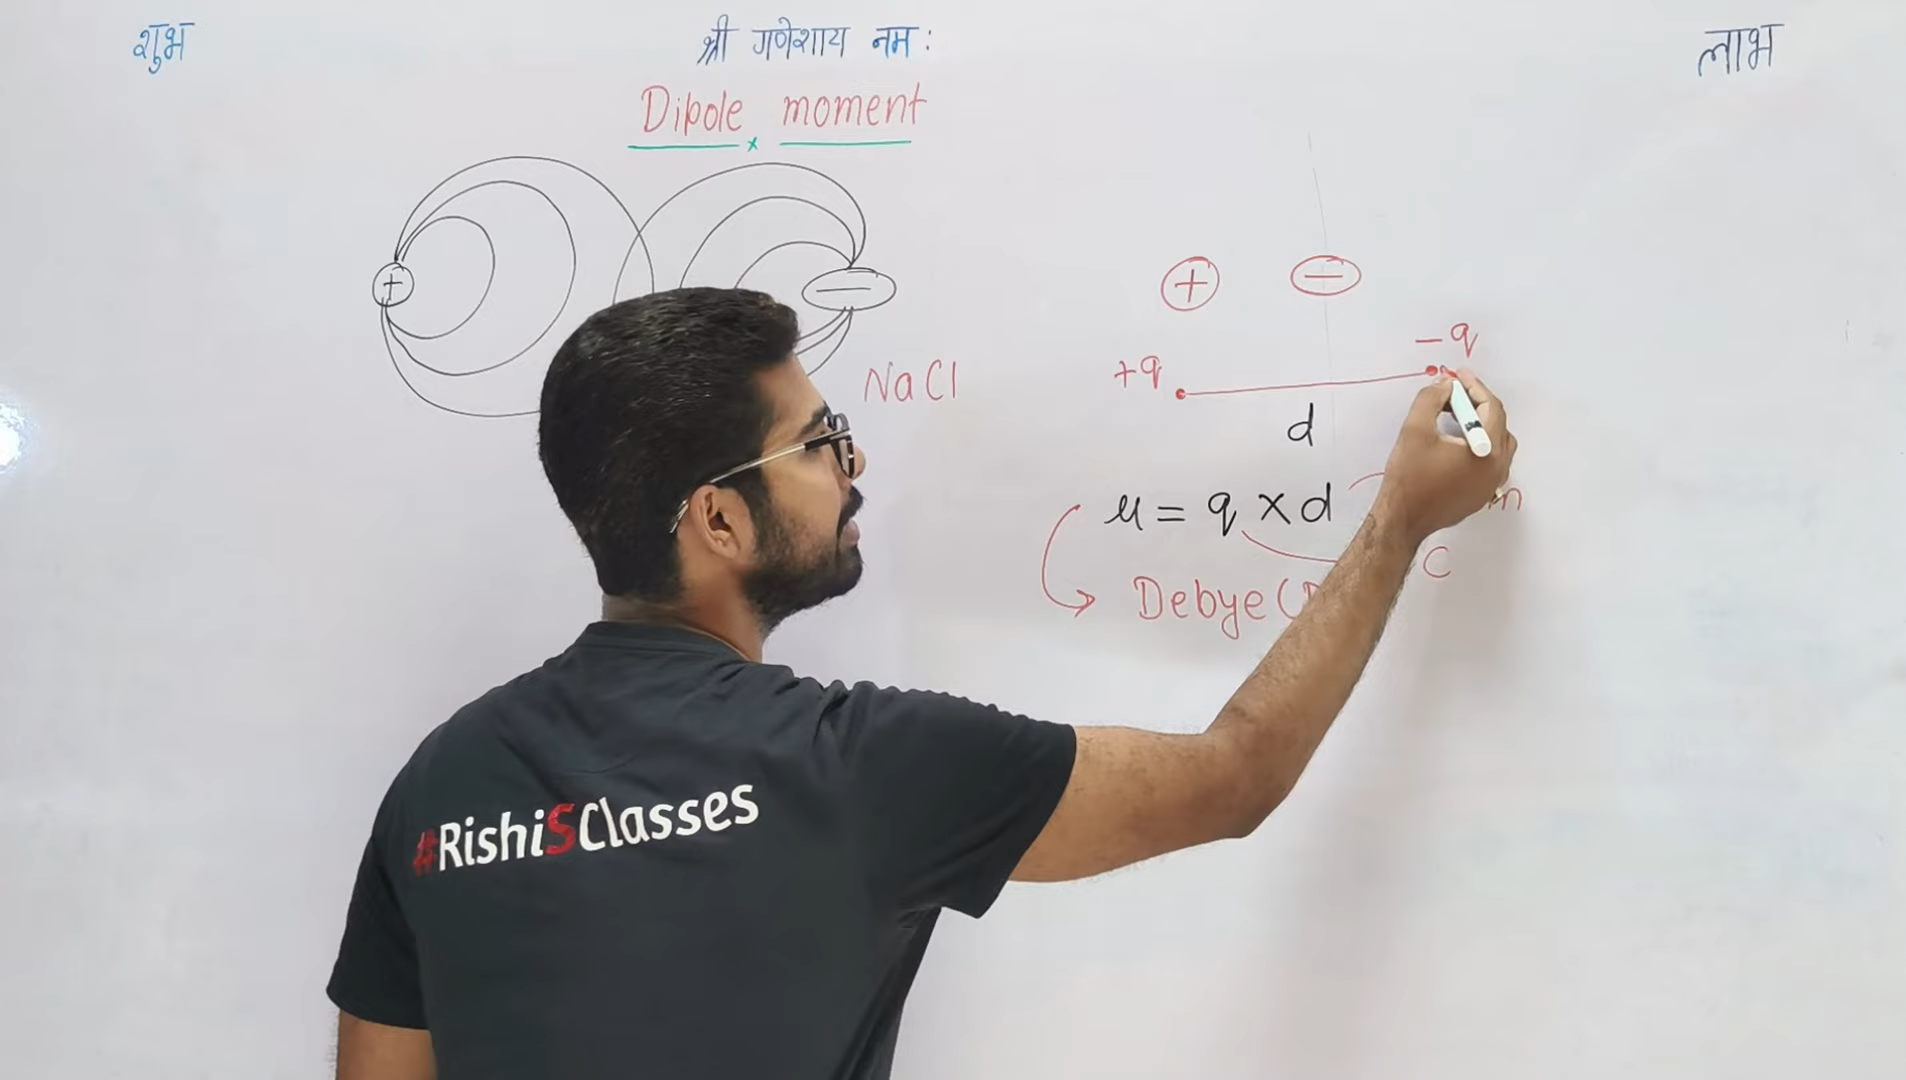 शुभ श्री गणेशाय नम: लाभ
Dipole moment
+ − + −
−q
+q
NaCl
d
μ = q × d
C
Debye (
#RishiSClasses